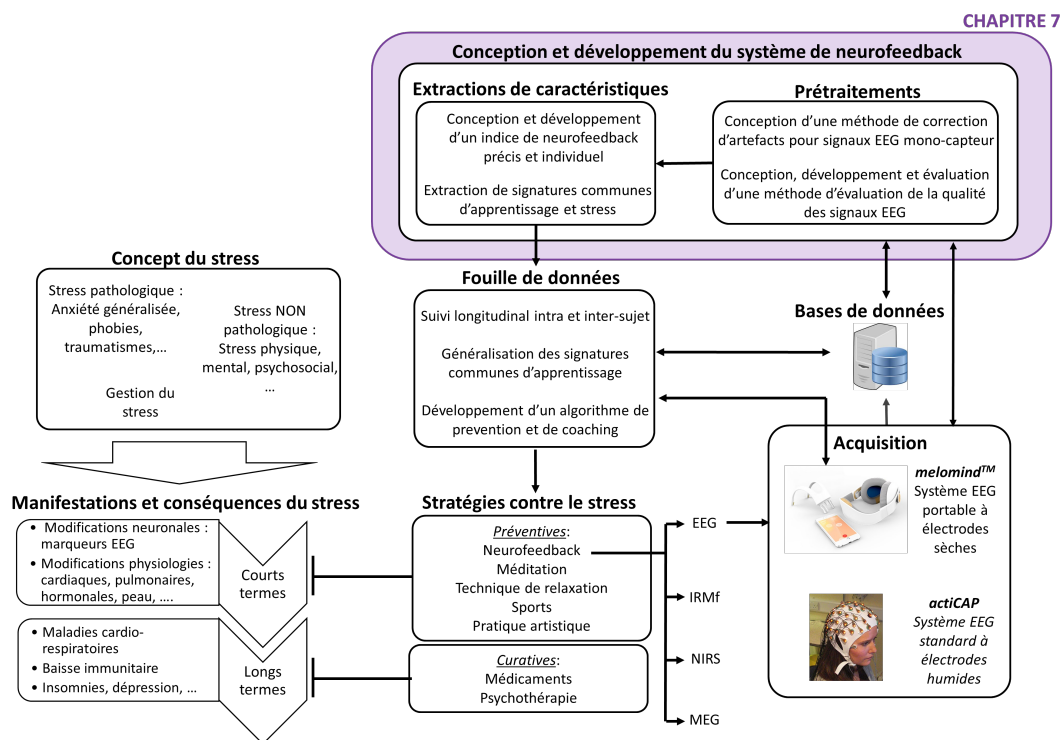 CHAPITRE 7
Conception et développement du système de neurofeedback
Extractions de caractéristiques
Conception et développement
d’un indice de neurofeedback
précis et individuel
Extraction de signatures communes
d’apprentissage et stress
Prétraitements
Conception d’une méthode de correction
d’artefacts pour signaux EEG mono-capteur
Conception, développement et évaluation
d’une méthode d’évaluation de la qualité
des signaux EEG
Concept du stress
Stress pathologique :
Anxiété généralisée,
phobies,
traumatismes,…
Stress NON
pathologique :
Stress physique,
mental, psychosocial,
…
Gestion du
stress
Fouille de données
Suivi longitudinal intra et inter-sujet
Généralisation des signatures
communes d’apprentissage
Développement d’un algorithme de
prevention et de coaching
Bases de données
Acquisition
melomindTM
Système EEG
portable à
électrodes
sèches
actiCAP
Système EEG
standard à
électrodes
humides
Manifestations et conséquences du stress
• Modifications neuronales :
marqueurs EEG
• Modifications physiologies :
cardiaques, pulmonaires,
hormonales, peau, ….
Courts
termes
• Maladies cardio-
respiratoires
• Baisse immunitaire
• Insomnies, dépression, …
Longs
termes
Stratégies contre le stress
Préventives:
Neurofeedback
Méditation
Technique de relaxation
Sports
Pratique artistique
Curatives:
Médicaments
Psychothérapie
EEG
IRMf
NIRS
MEG